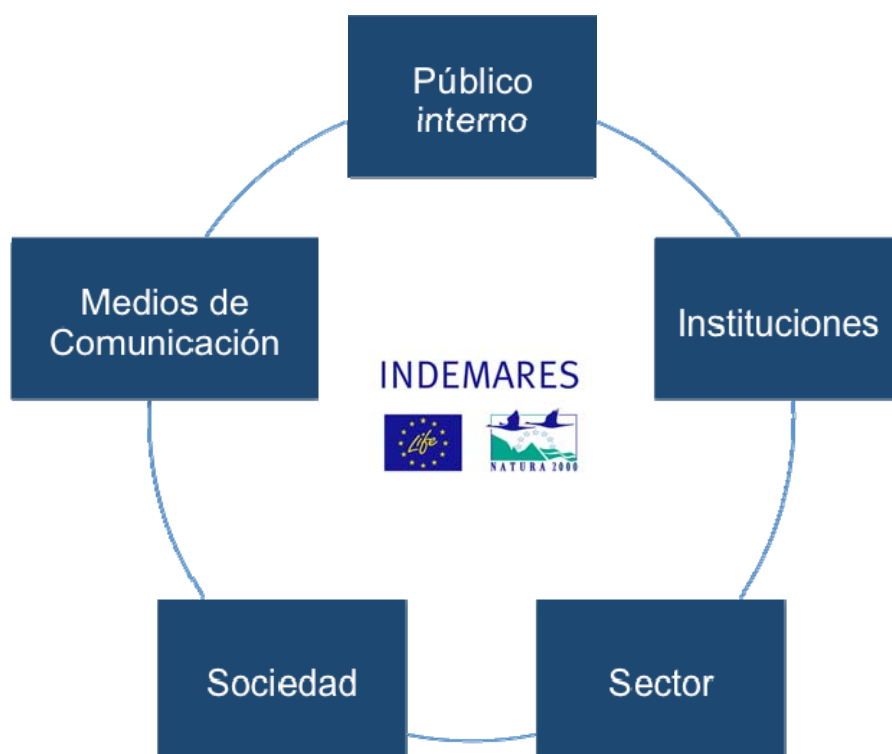 Público
interno
Medios de
Comunicación
Instituciones
INDEMARES
Life
NATURA 2000
Sociedad
Sector